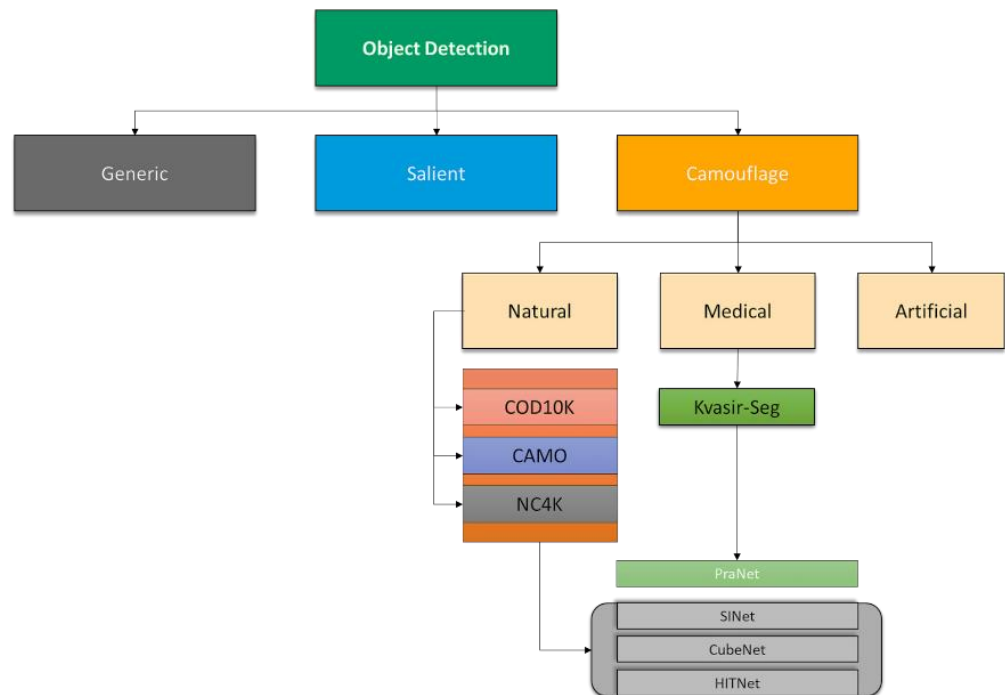 Object Detection
Generic
Salient
Camouflage
Natural
Medical
Artificial
COD10K
Kvasir-Seg
CAMO
NC4K
PraNet
SINet
CubeNet
HITNet